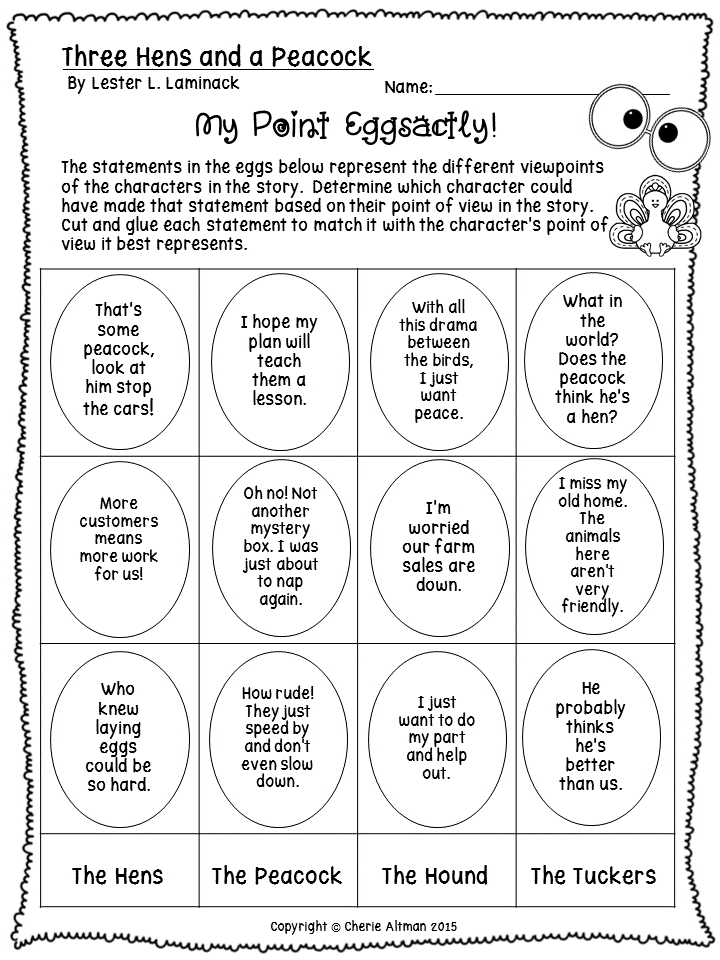 Three Hens and a Peacock
By Lester L. Laminack
Name:
My Point Eggsactly!
The statements in the eggs below represent the different viewpoints
of the characters in the story. Determine which character could
have made that statement based on their point of view in the story.
Cut and glue each statement to match it with the character's point of
view it best represents.
That's
some
peacock,
look at
him stop
the cars!
I hope my
plan will
teach
them a
lesson.
With all
this drama
between
the birds,
I just
want
peace.
What in
the
world?
Does the
peacock
think he's
a hen?
More
customers
means
more work
for us!
Oh no! Not
another
mystery
box. I was
just about
to nap
again.
I'm
worried
our farm
sales are
down.
I miss my
old home.
The
animals
here
aren't
very
friendly.
Who
knew
laying
eggs
could be
so hard.
How rude!
They just
speed by
and don't
even slow
down.
I just
want to do
my part
and help
out.
He
probably
thinks
he's
better
than us.
The Hens
The Peacock
The Hound
The Tuckers
Copyright © Cherie Altman 2015